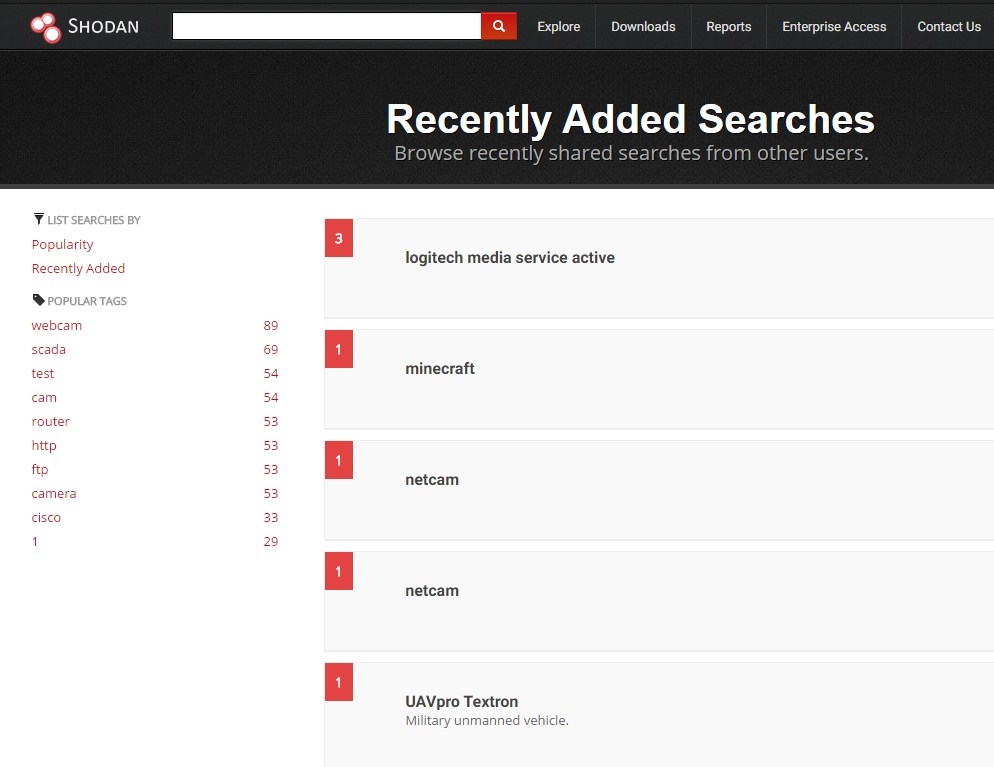 SHODAN
Explore
Downloads
Reports
Enterprise Access
Contact Us
Recently Added Searches
Browse recently shared searches from other users.
LIST SEARCHES BY
Popularity
Recently Added
POPULAR TAGS
webcam 89
scada 69
test 54
cam 54
router 53
http 53
ftp 53
camera 53
cisco 33
1 29
3
logitech media service active
1
minecraft
1
netcam
1
netcam
1
UAVpro Textron
Military unmanned vehicle.